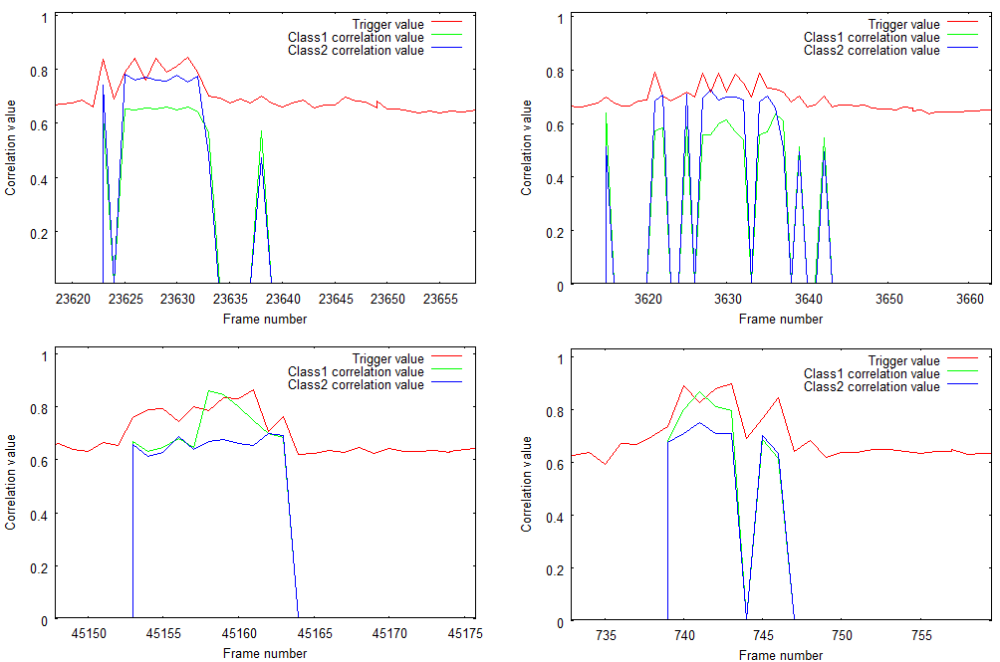 1
0.8
0.6
0.4
0.2
Correlation value
Trigger value
Class1 correlation value
Class2 correlation value
23620 23625 23630 23635 23640 23645 23650 23655
Frame number
1
0.8
0.6
0.4
0.2
0
Correlation value
Trigger value
Class1 correlation value
Class2 correlation value
3620 3630 3640 3650 3660
Frame number
1
0.8
0.6
0.4
0.2
0
Correlation value
Trigger value
Class1 correlation value
Class2 correlation value
45150 45155 45160 45165 45170 45175
Frame number
1
0.8
0.6
0.4
0.2
0
Correlation value
Trigger value
Class1 correlation value
Class2 correlation value
735 740 745 750 755
Frame number